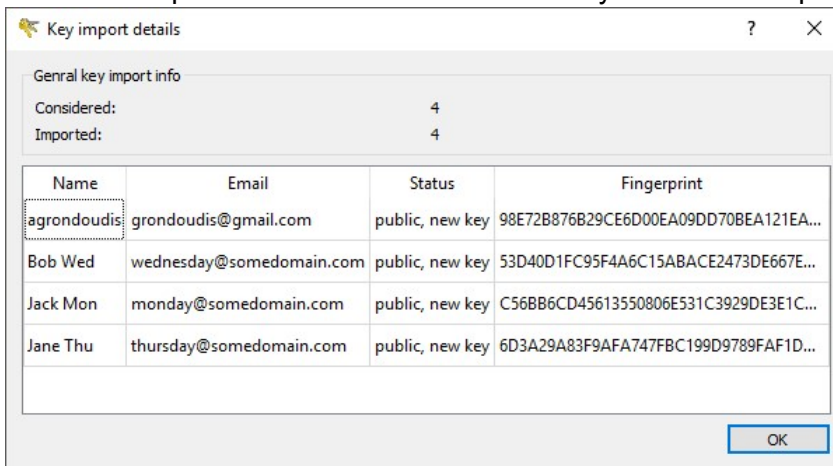 Key import details
Genral key import info
Considered: 4
Imported: 4
Name Email Status Fingerprint
agrondoudis grondoudis@gmail.com public, new key 98E72B876B29CE6D00EA09DD70BEA121EA...
Bob Wed wednesday@somedomain.com public, new key 53D40D1FC95F4A6C15ABACE2473DE667E...
Jack Mon monday@somedomain.com public, new key C56BB6CD45613550806E531C3929DE3E1C...
Jane Thu thursday@somedomain.com public, new key 6D3A29A83F9AFA747FBC199D9789FAF1D...
OK